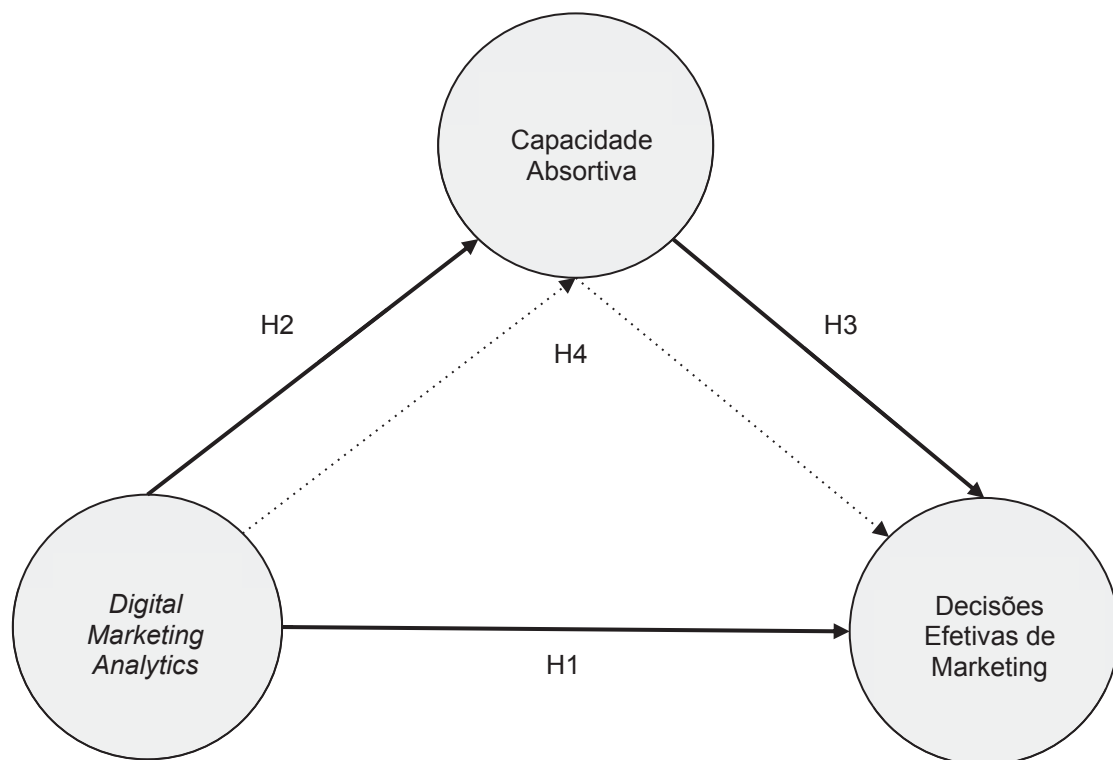 Capacidade
Absortiva
H2
H3
H4
Digital
Marketing
Analytics
H1
Decisões
Efetivas de
Marketing